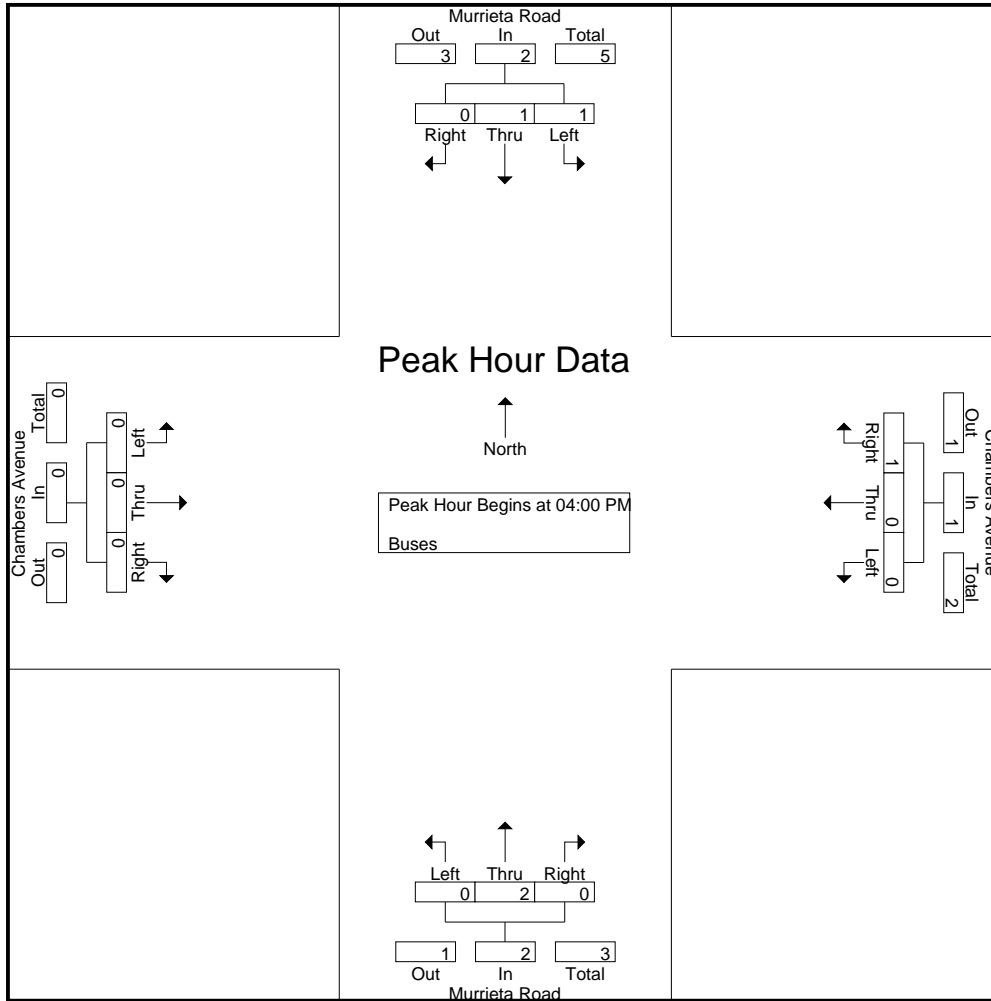 Murrieta Road
Out In Total
3 2 5
0 1 1
Right Thru Left
Peak Hour Data
North
Peak Hour Begins at 04:00 PM
Buses
Chambers Avenue
Total In Out
0 0 0
0 0 0
Left Thru Right
Chambers Avenue
Out In Total
1 1 2
1 0 0
Right Thru Left
Left Thru Right
0 2 0
1 2 3
Out In Total
Murrieta Road